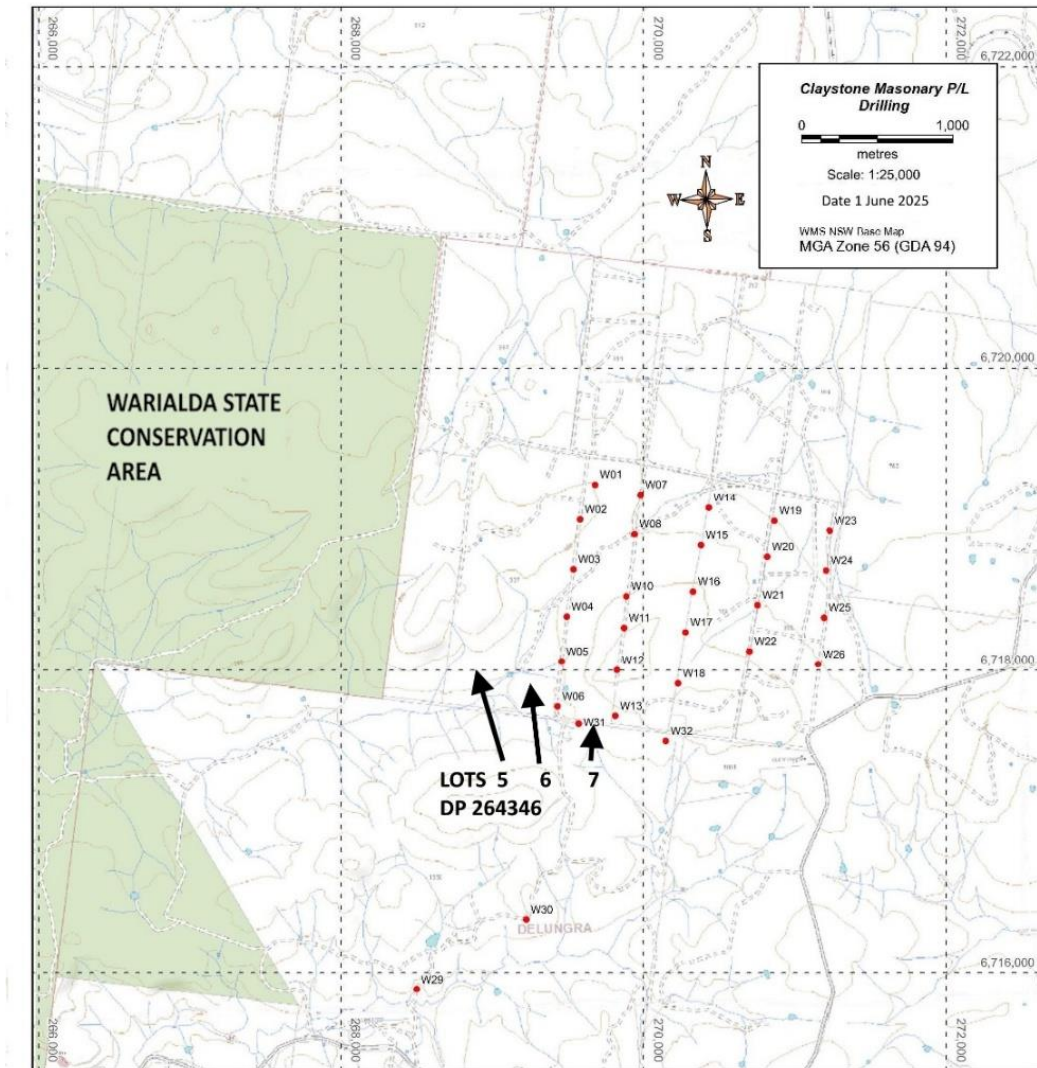 266,000
268,000
270,000
272,000
6,722,000
Claystone Masonary P/L
Drilling
0 1,000
metres
Scale: 1:25,000
Date 1 June 2025
WMS NSW Base Map
MGA Zone 56 (GDA 94)
N
W E
S
6,720,000
WARIALDA STATE
CONSERVATION
AREA
W01
W07
W14
W02
W19
W08
W23
W15
W20
W03
W24
W16
W10
W21
W04
W25
W11
W17
W22
W05
W12
W26
6,718,000
W18
W06
W13
W31
W32
LOTS 5 6 7
DP 264346
W30
DELUNGRA
6,716,000
W29
266,000
268,000
270,000
272,000